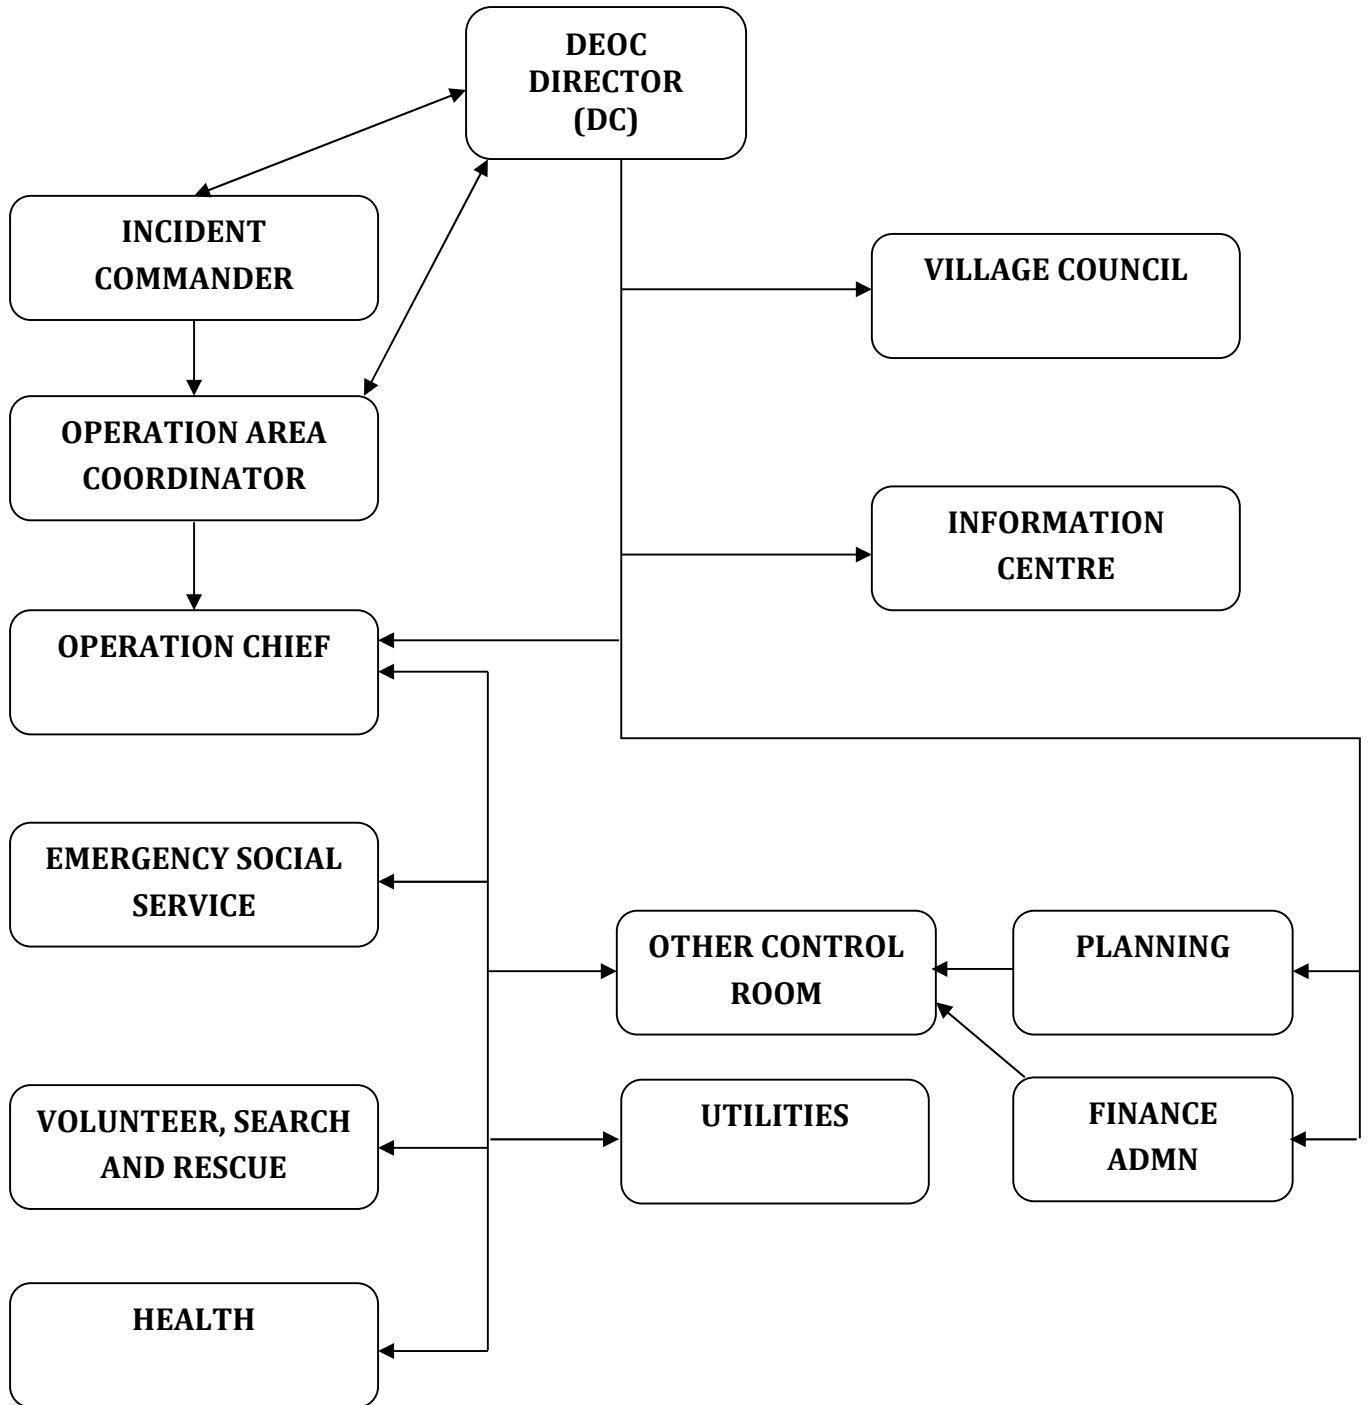 DEOC
DIRECTOR
(DC)
INCIDENT
COMMANDER
VILLAGE COUNCIL
OPERATION AREA
COORDINATOR
INFORMATION
CENTRE
OPERATION CHIEF
EMERGENCY SOCIAL
SERVICE
OTHER CONTROL
ROOM
PLANNING
VOLUNTEER, SEARCH
AND RESCUE
UTILITIES
FINANCE
ADMN
HEALTH